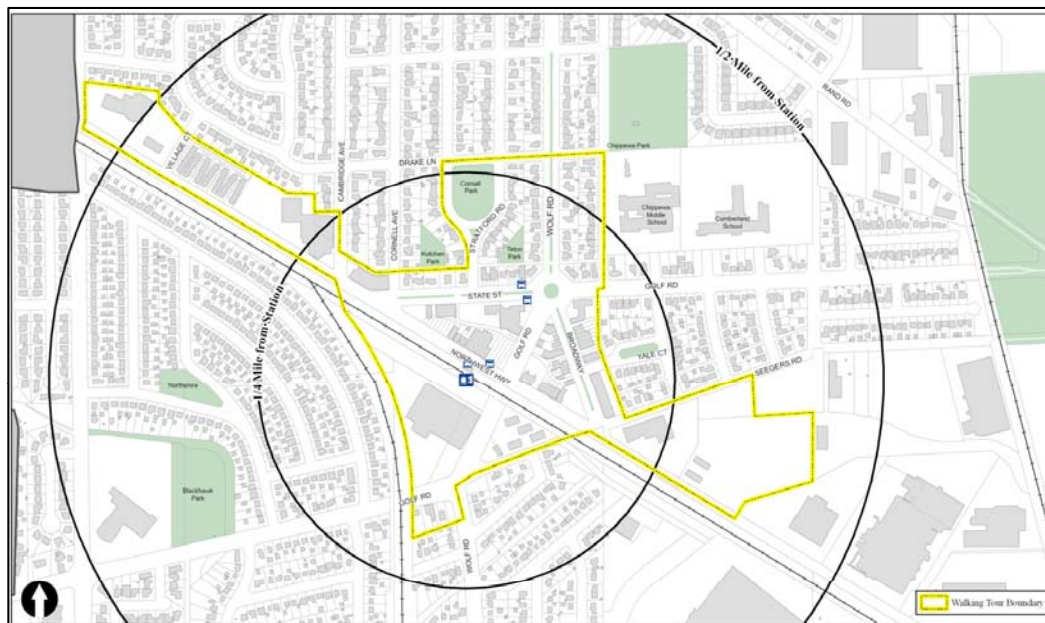 1/2 Mile from Station
RAND RD
Chippewa Park
DRAKE LN
CAMBRIDGE AVE
VILLAGE CT
Cornell
Park
STRATFORD RD
WOLF RD
Chippewa
Middle
School
Cumberland
School
CORNELL AVE
Kutchen
Park
Teton
Park
STATE ST
GOLF RD
GOLF RD
BROADWAY
NORTHWEST HWY
YALE CT
SEEGERS RD
1/4 Mile from Station
Northshire
Blackhawk
Park
GOLF RD
WOLF RD
Walking Tour Boundary